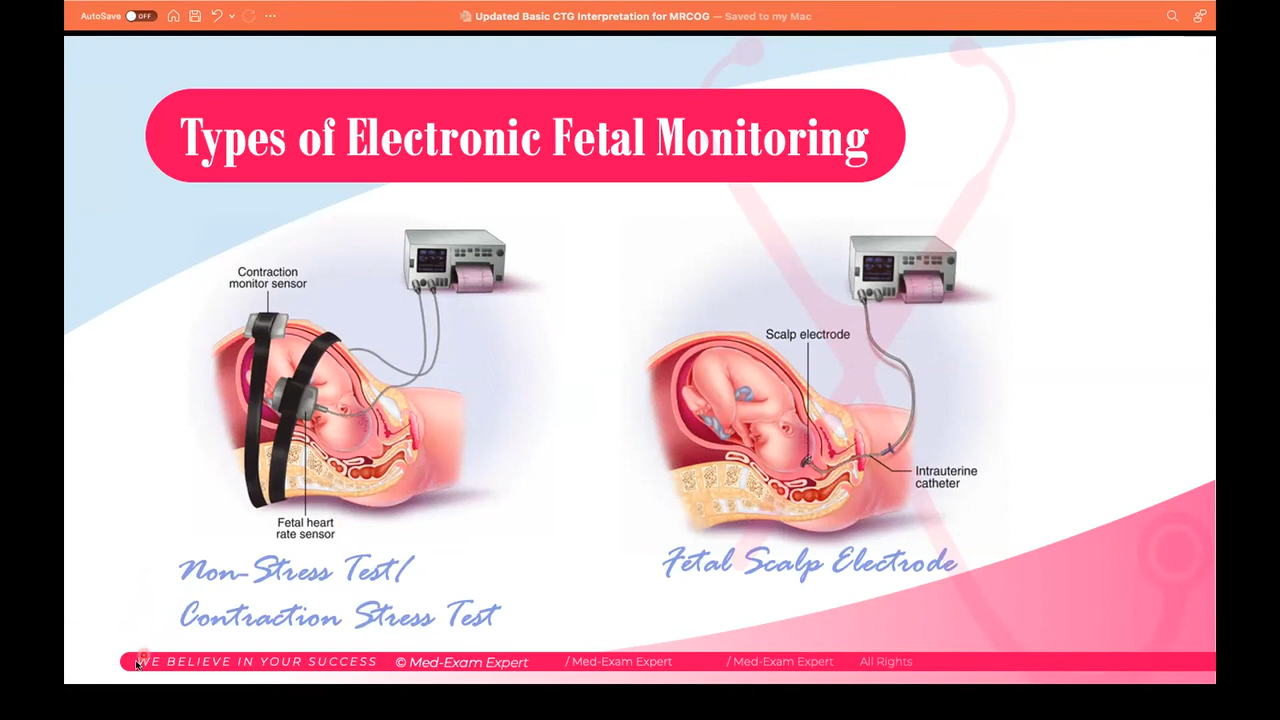 AutoSave OFF
Updated Basic CTG Interpretation for MRCOG — Saved to my Mac
Types of Electronic Fetal Monitoring
Contraction
monitor sensor
Fetal heart
rate sensor
Non-Stress Test/
Contraction Stress Test
Scalp electrode
Intrauterine
catheter
Fetal Scalp Electrode
WE BELIEVE IN YOUR SUCCESS © Med-Exam Expert / Med-Exam Expert / Med-Exam Expert All Rights